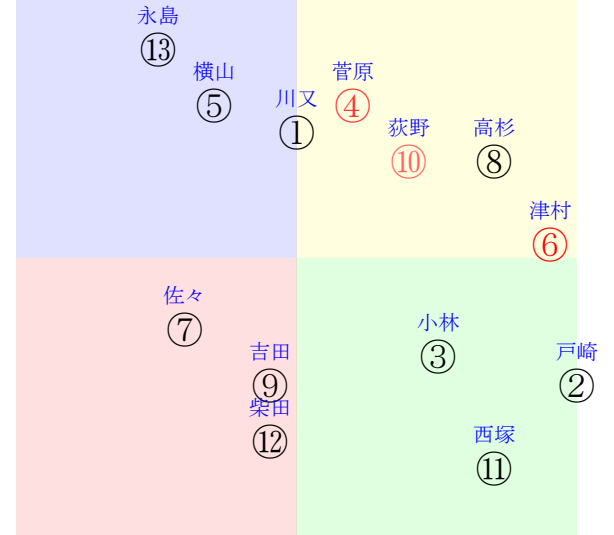 永島
⑬
横山
⑤
川又
①
菅原
④
荻野
⑩
高杉
⑧
津村
⑥
佐々
⑦
吉田
⑨
柴田
⑫
小林
③
戸崎
②
西塚
⑪